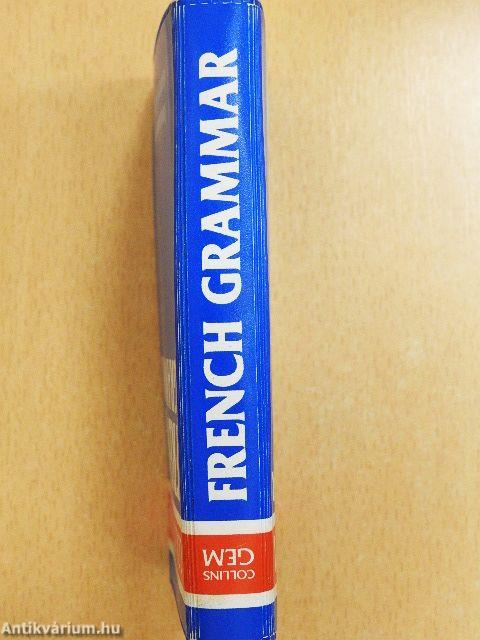 FRENCH GRAMMAR
COLLINS
GEM
Antikvárium.hu